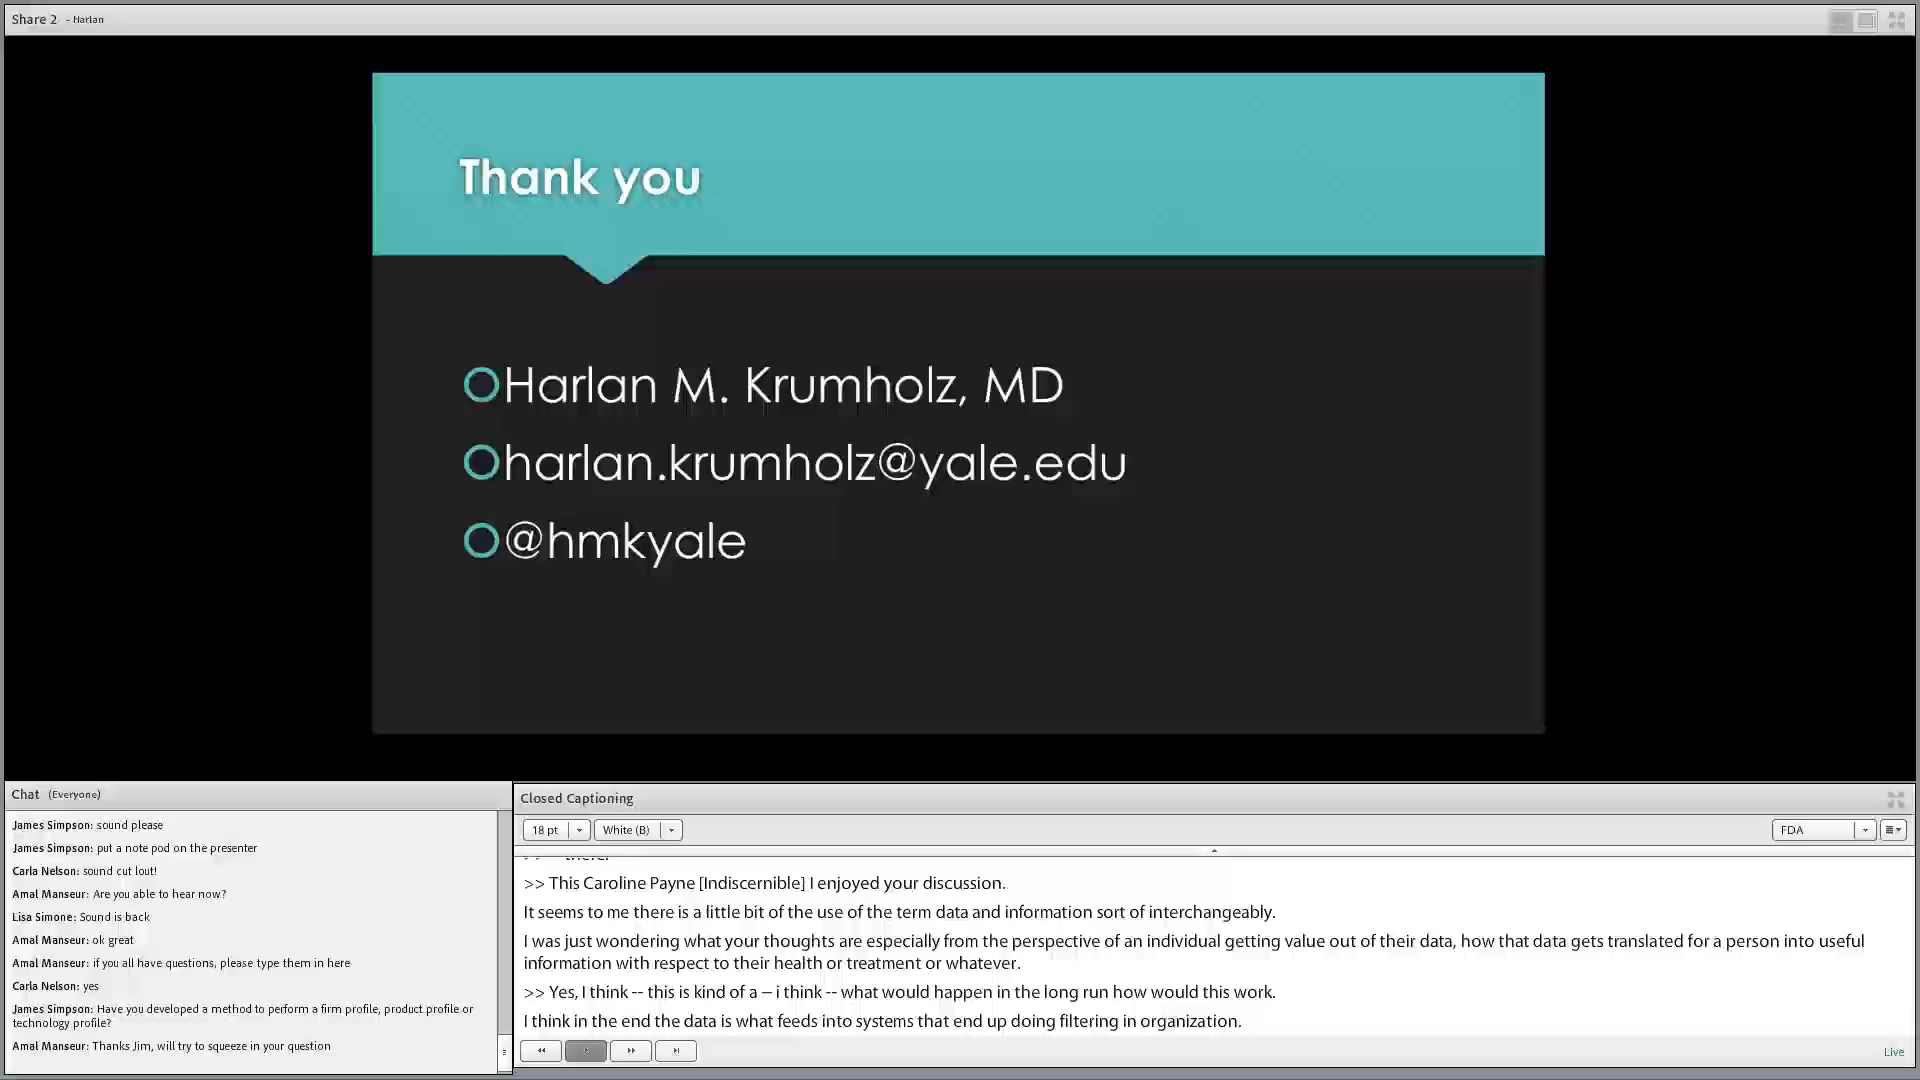 Share 2 - Harlan
Thank you
Harlan M. Krumholz, MD
harlan.krumholz@yale.edu
@hmkyale
Chat (Everyone)
James Simpson: sound please
James Simpson: put a note pod on the presenter
Carla Nelson: sound cut lout!
Amal Manseur: Are you able to hear now?
Lisa Simone: Sound is back
Amal Manseur: ok great
Amal Manseur: if you all have questions, please type them in here
Carla Nelson: yes
James Simpson: Have you developed a method to perform a firm profile, product profile or
technology profile?
Amal Manseur: Thanks Jim, will try to squeeze in your question
Closed Captioning
18 pt White (B) FDA
>> This Caroline Payne [Indiscernible] I enjoyed your discussion.
It seems to me there is a little bit of the use of the term data and information sort of interchangeably.
I was just wondering what your thoughts are especially from the perspective of an individual getting value out of their data, how that data gets translated for a person into useful
information with respect to their health or treatment or whatever.
>> Yes, I think -- this is kind of a -- i think -- what would happen in the long run how would this work.
I think in the end the data is what feeds into systems that end up doing filtering in organization.
Live